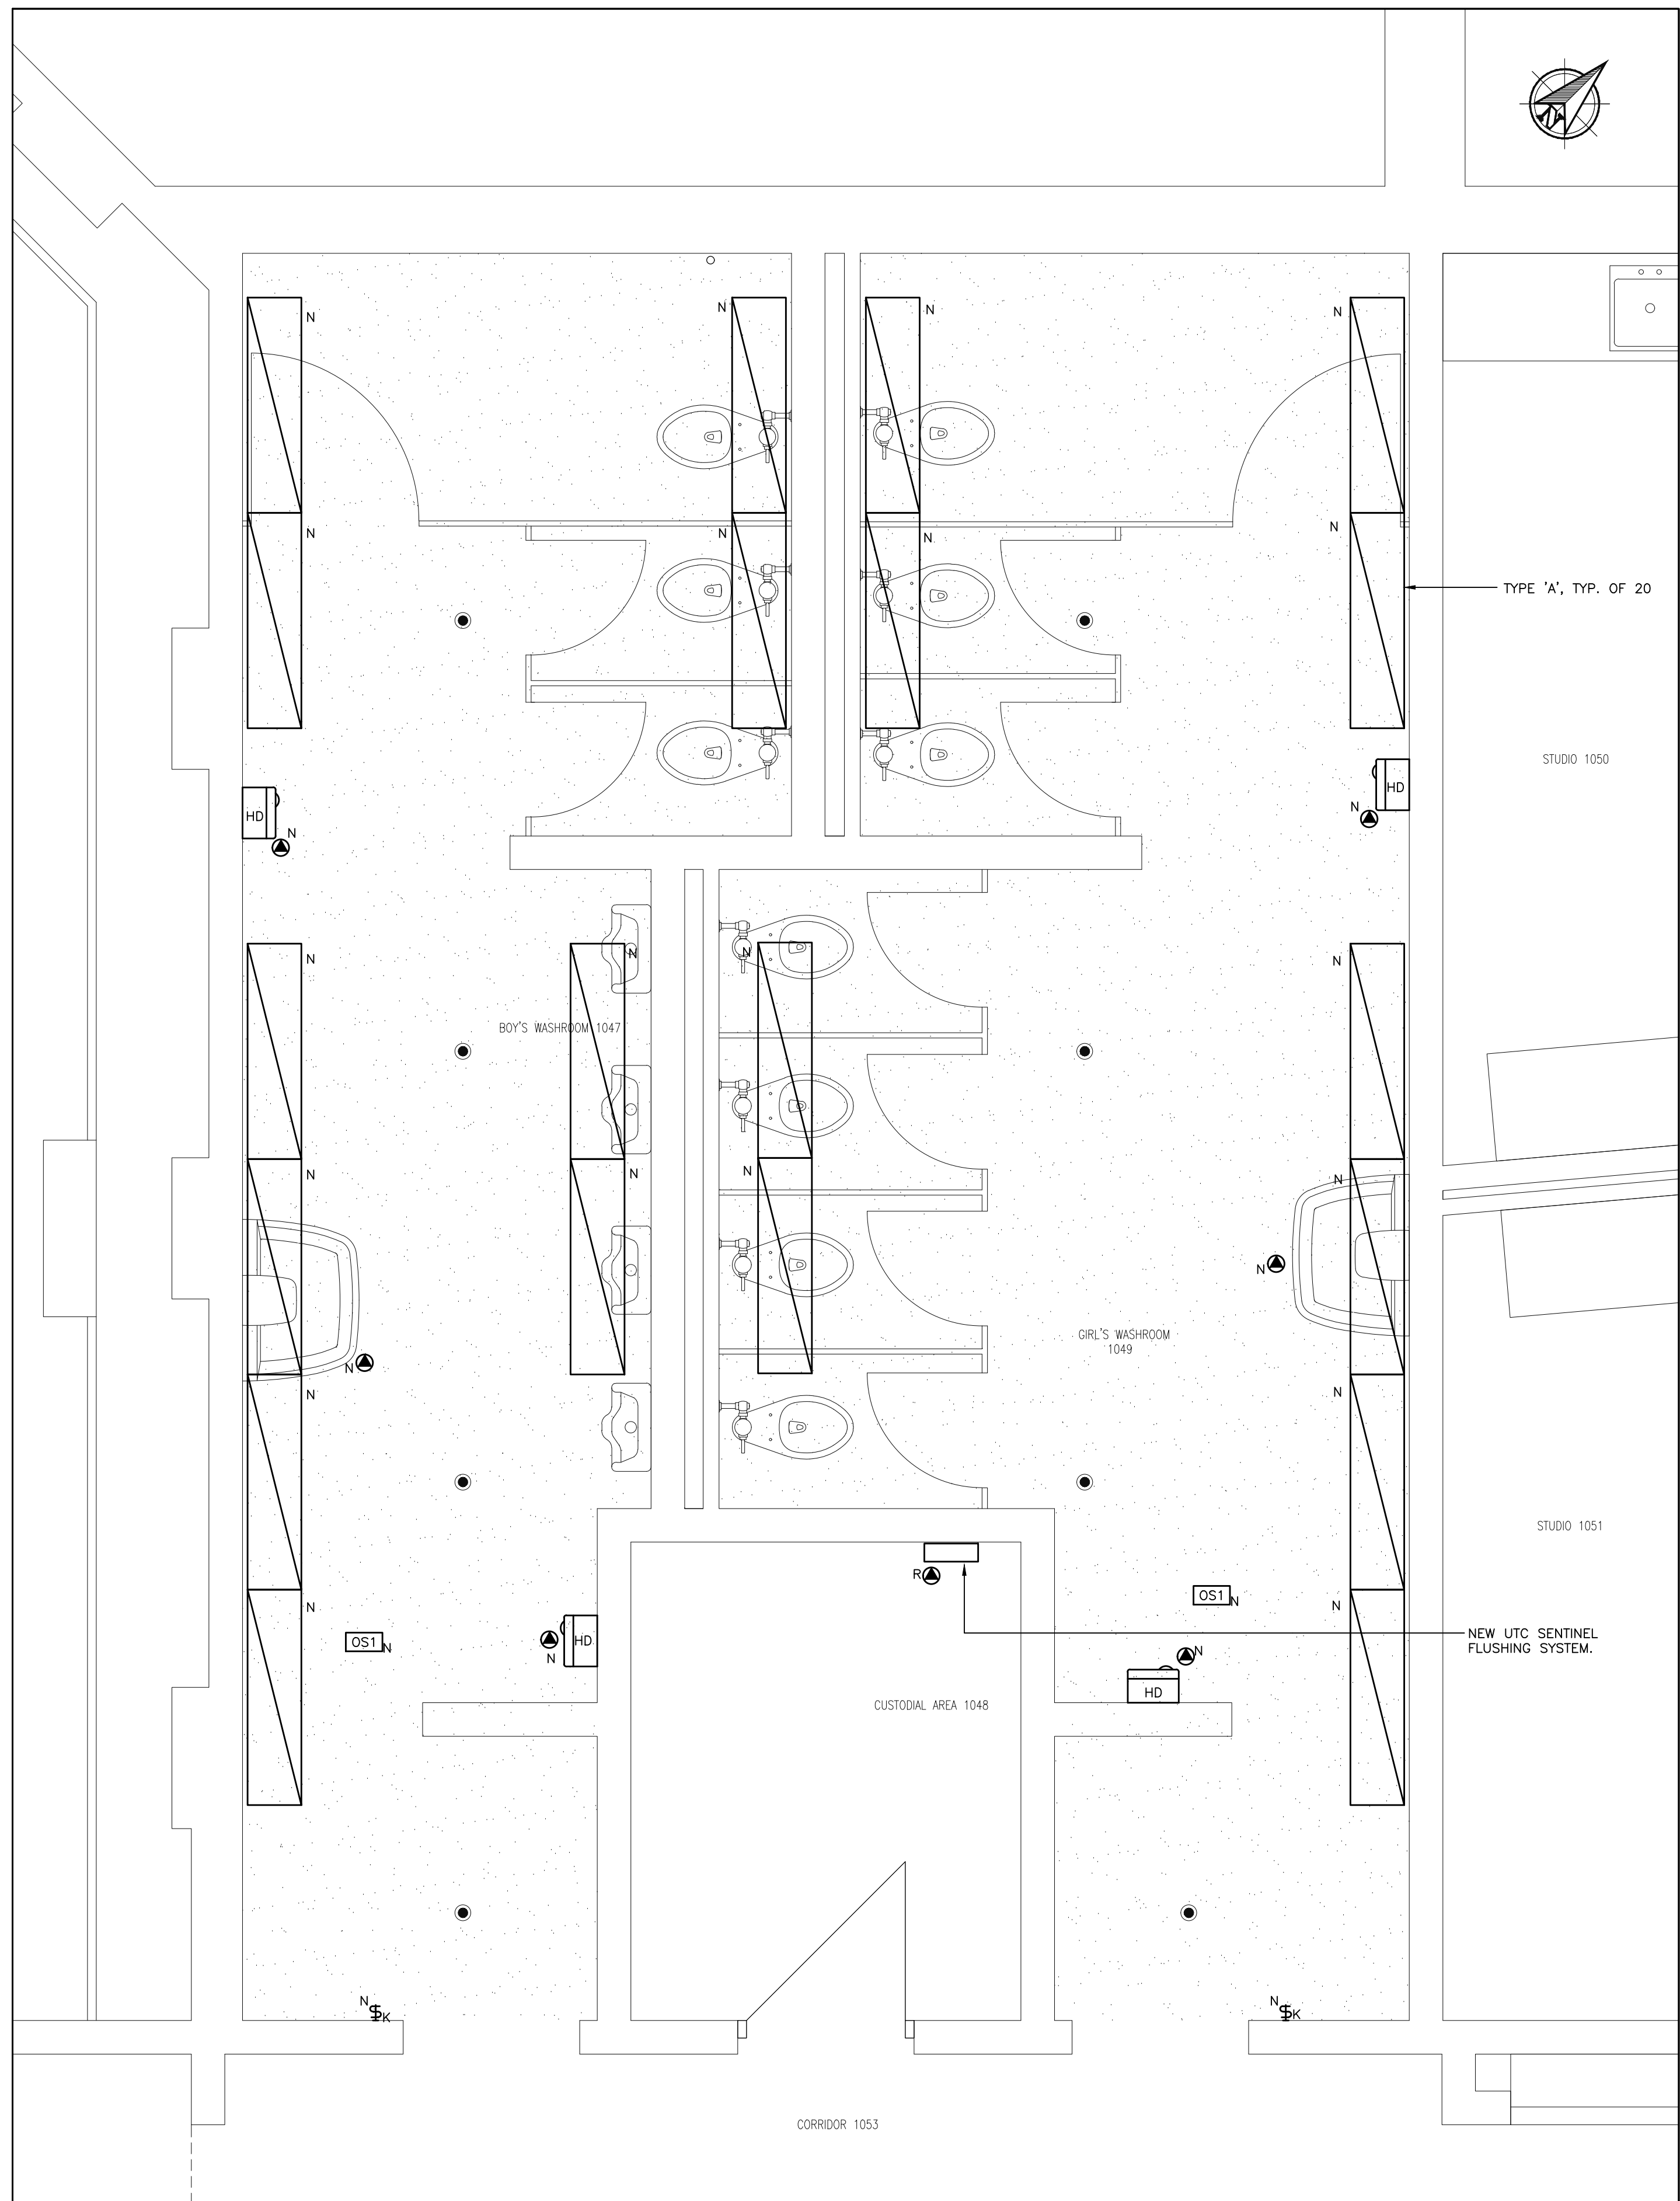 N
N
N
N
N
N
N
N
N
N
TYPE 'A', TYP. OF 20
STUDIO 1050
HD
N
HD
N
N
N
N
N
BOY'S WASHROOM 1047
N
N
N
N
N
N
GIRL'S WASHROOM
1049
N
N
N
STUDIO 1051
R
OS1
N
N
N
OS1
N
N
HD
NEW UTC SENTINEL
FLUSHING SYSTEM.
N
HD
CUSTODIAL AREA 1048
N
$K
N
$K
CORRIDOR 1053